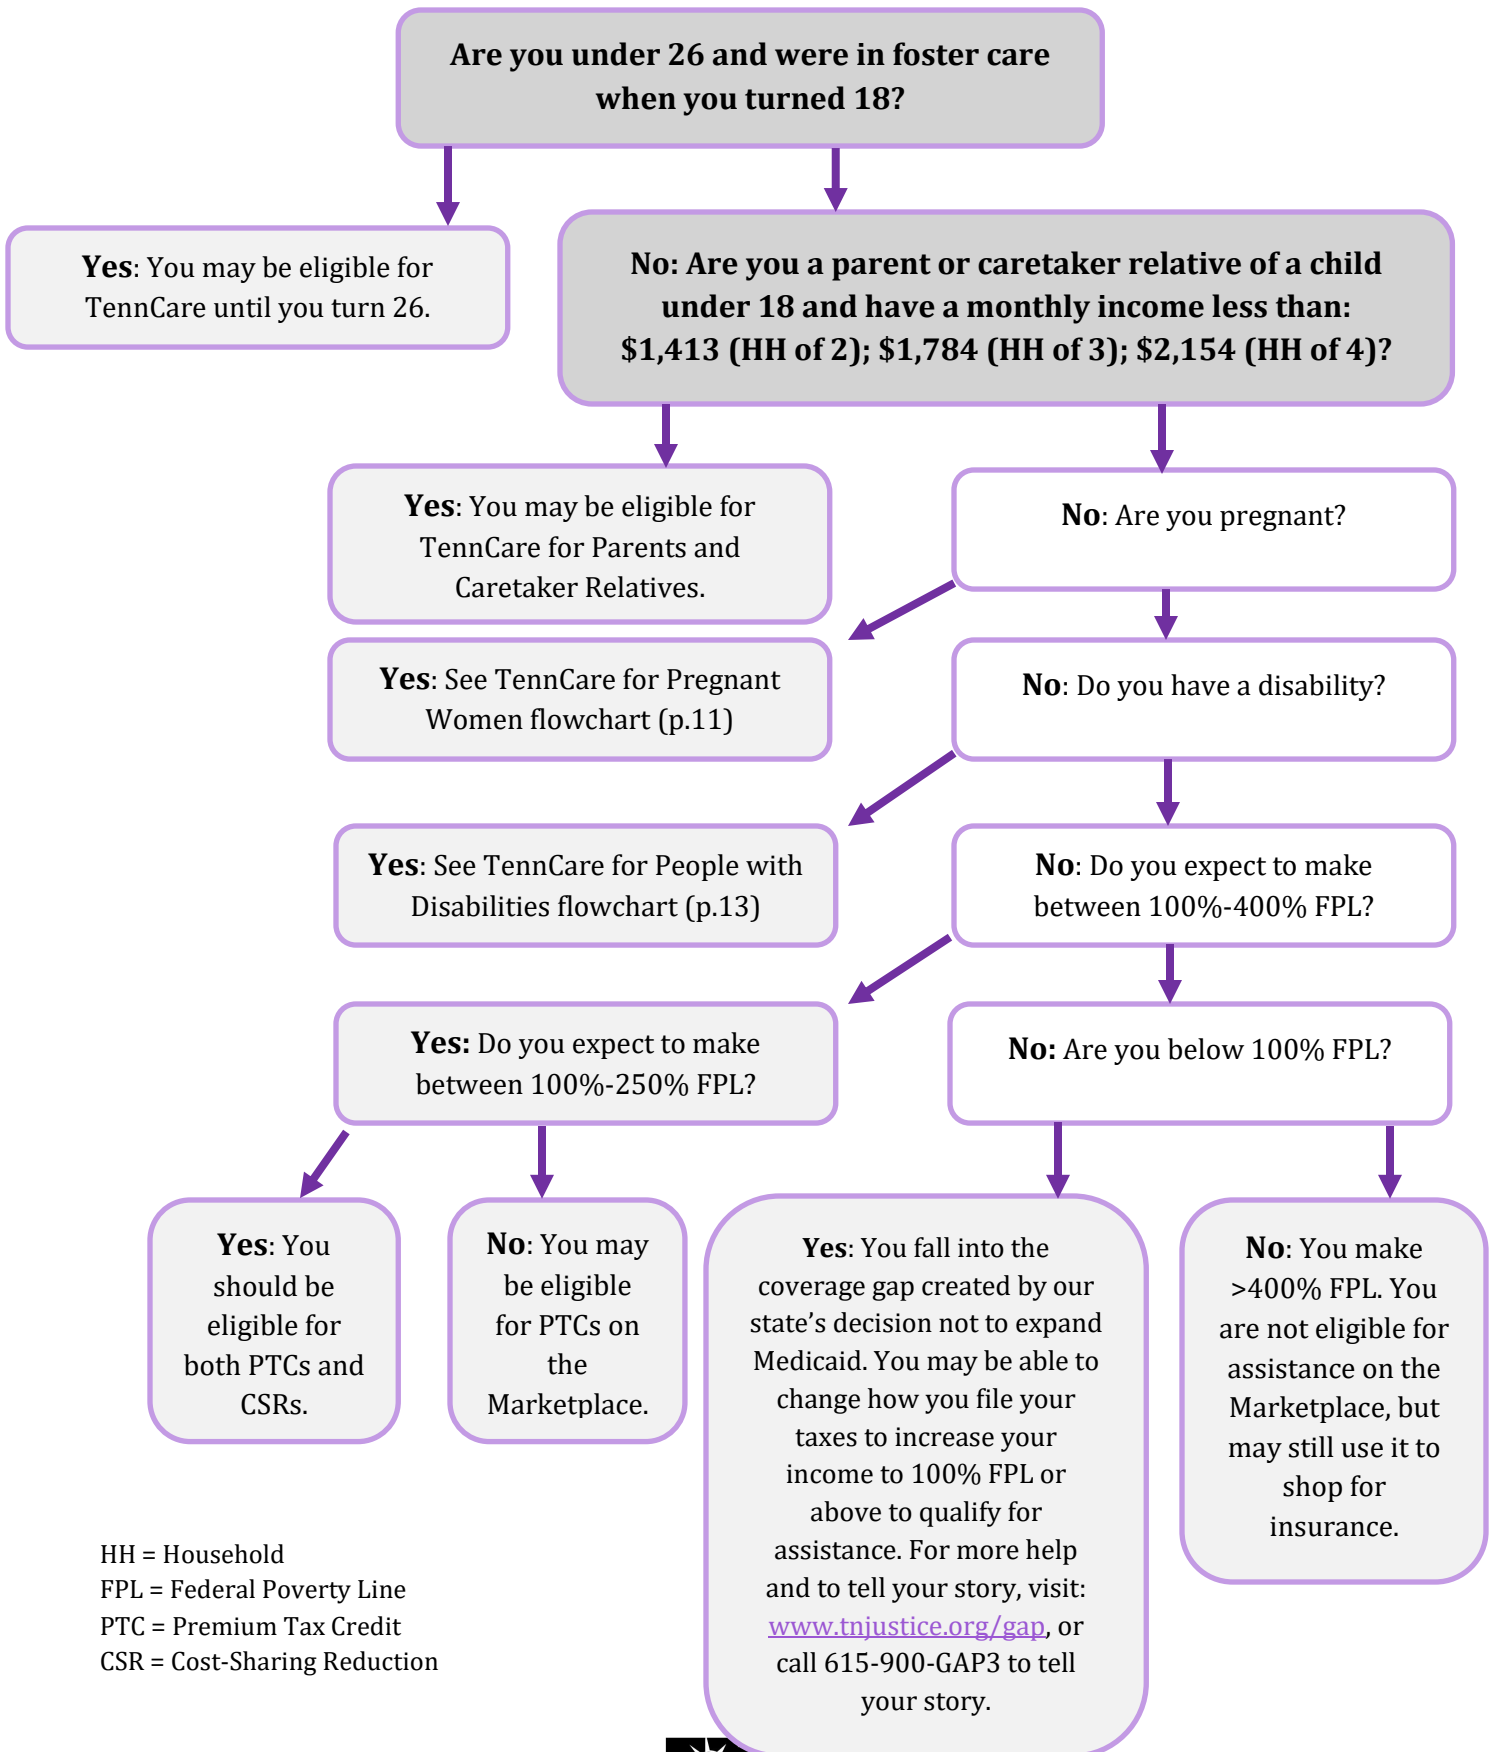 Are you under 26 and were in foster care
when you turned 18?
Yes: You may be eligible for
TennCare until you turn 26.
No: Are you a parent or caretaker relative of a child
under 18 and have a monthly income less than:
$1,413 (HH of 2); $1,784 (HH of 3); $2,154 (HH of 4)?
Yes: You may be eligible for
TennCare for Parents and
Caretaker Relatives.
No: Are you pregnant?
Yes: See TennCare for Pregnant
Women flowchart (p.11)
No: Do you have a disability?
Yes: See TennCare for People with
Disabilities flowchart (p.13)
No: Do you expect to make
between 100%-400% FPL?
Yes: Do you expect to make
between 100%-250% FPL?
No: Are you below 100% FPL?
Yes: You
should be
eligible for
both PTCs and
CSRs.
No: You may
be eligible
for PTCs on
the
Marketplace.
Yes: You fall into the
coverage gap created by our
state’s decision not to expand
Medicaid. You may be able to
change how you file your
taxes to increase your
income to 100% FPL or
above to qualify for
assistance. For more help
and to tell your story, visit:
www.tnjustice.org/gap, or
call 615-900-GAP3 to tell
your story.
No: You make
>400% FPL. You
are not eligible for
assistance on the
Marketplace, but
may still use it to
shop for
insurance.
HH = Household
FPL = Federal Poverty Line
PTC = Premium Tax Credit
CSR = Cost-Sharing Reduction